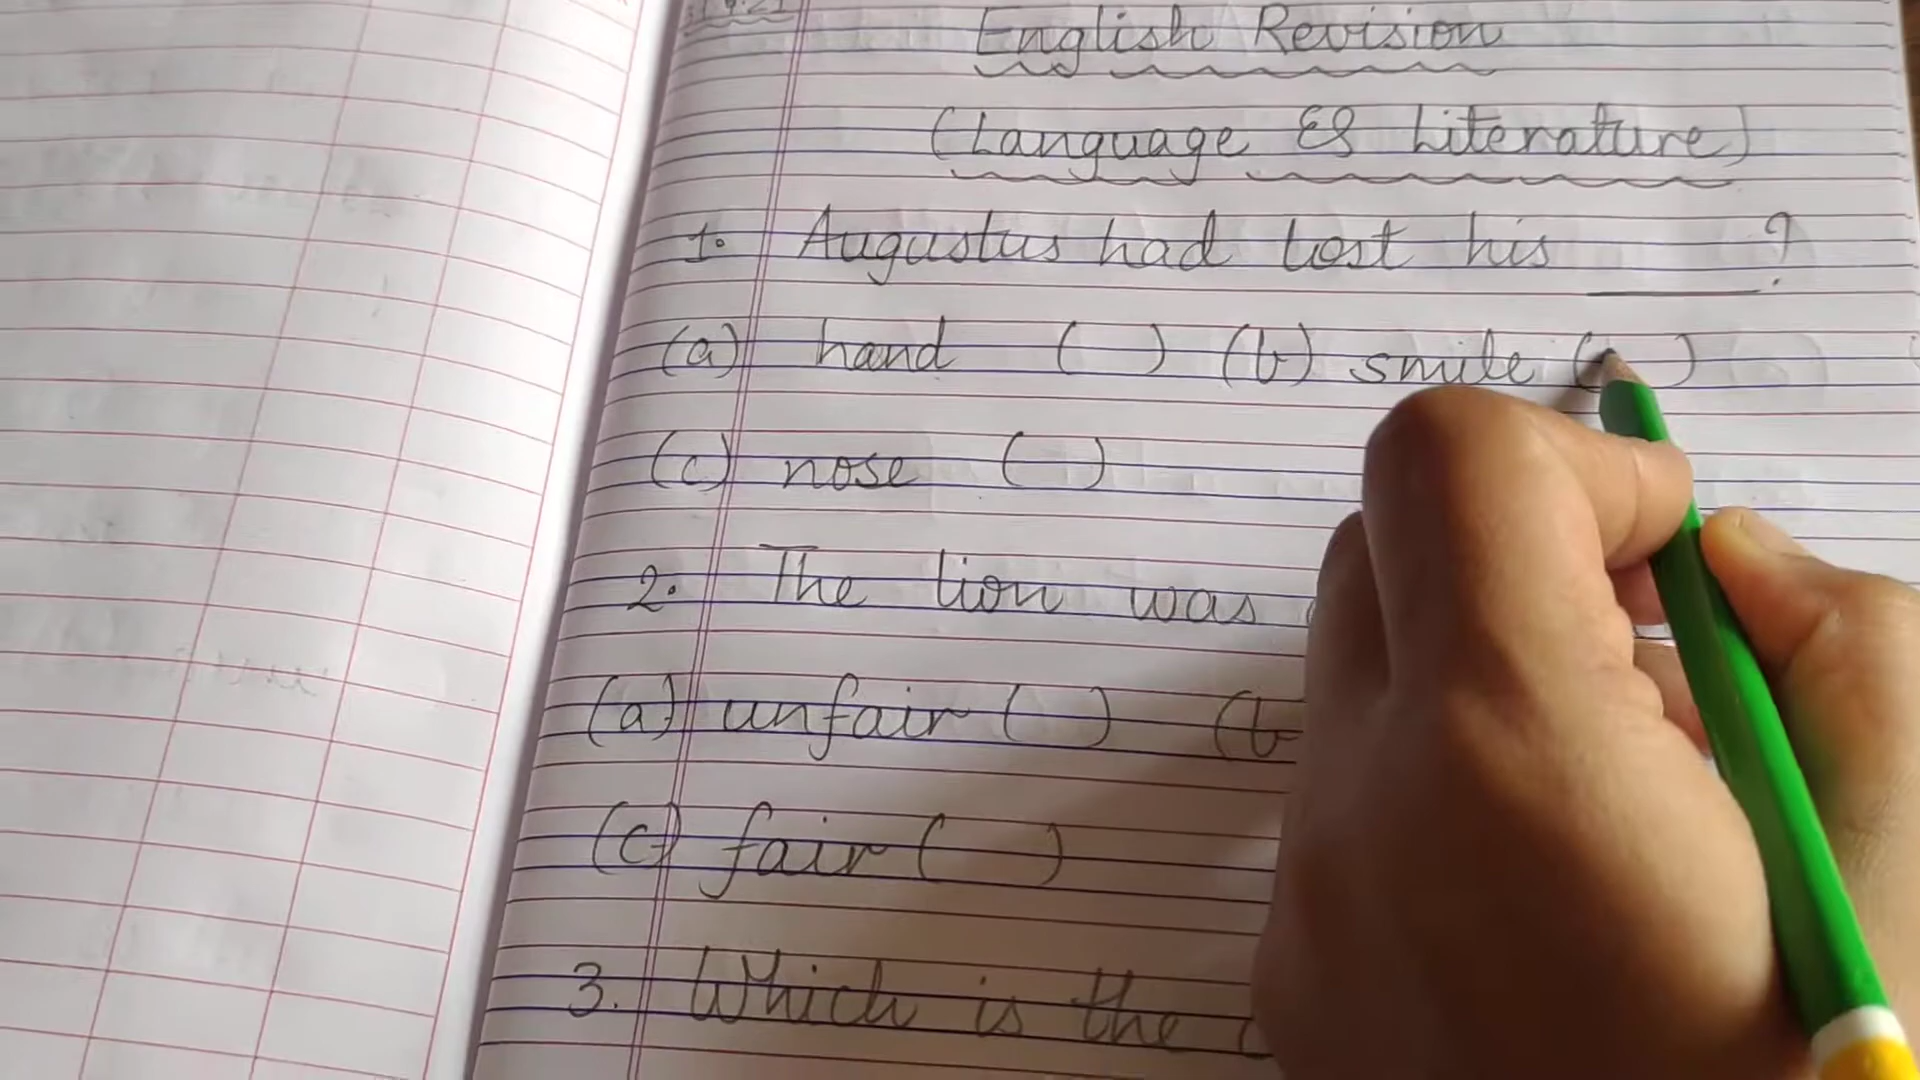 English Revision
(Language & Literature)
1. Augustus had lost his ______?
(a) hand ( ) (b) smile ( )
(c) nose ( )
2. The lion was
(a) unfair ( ) (b
(c) fair ( )
3. Which is the